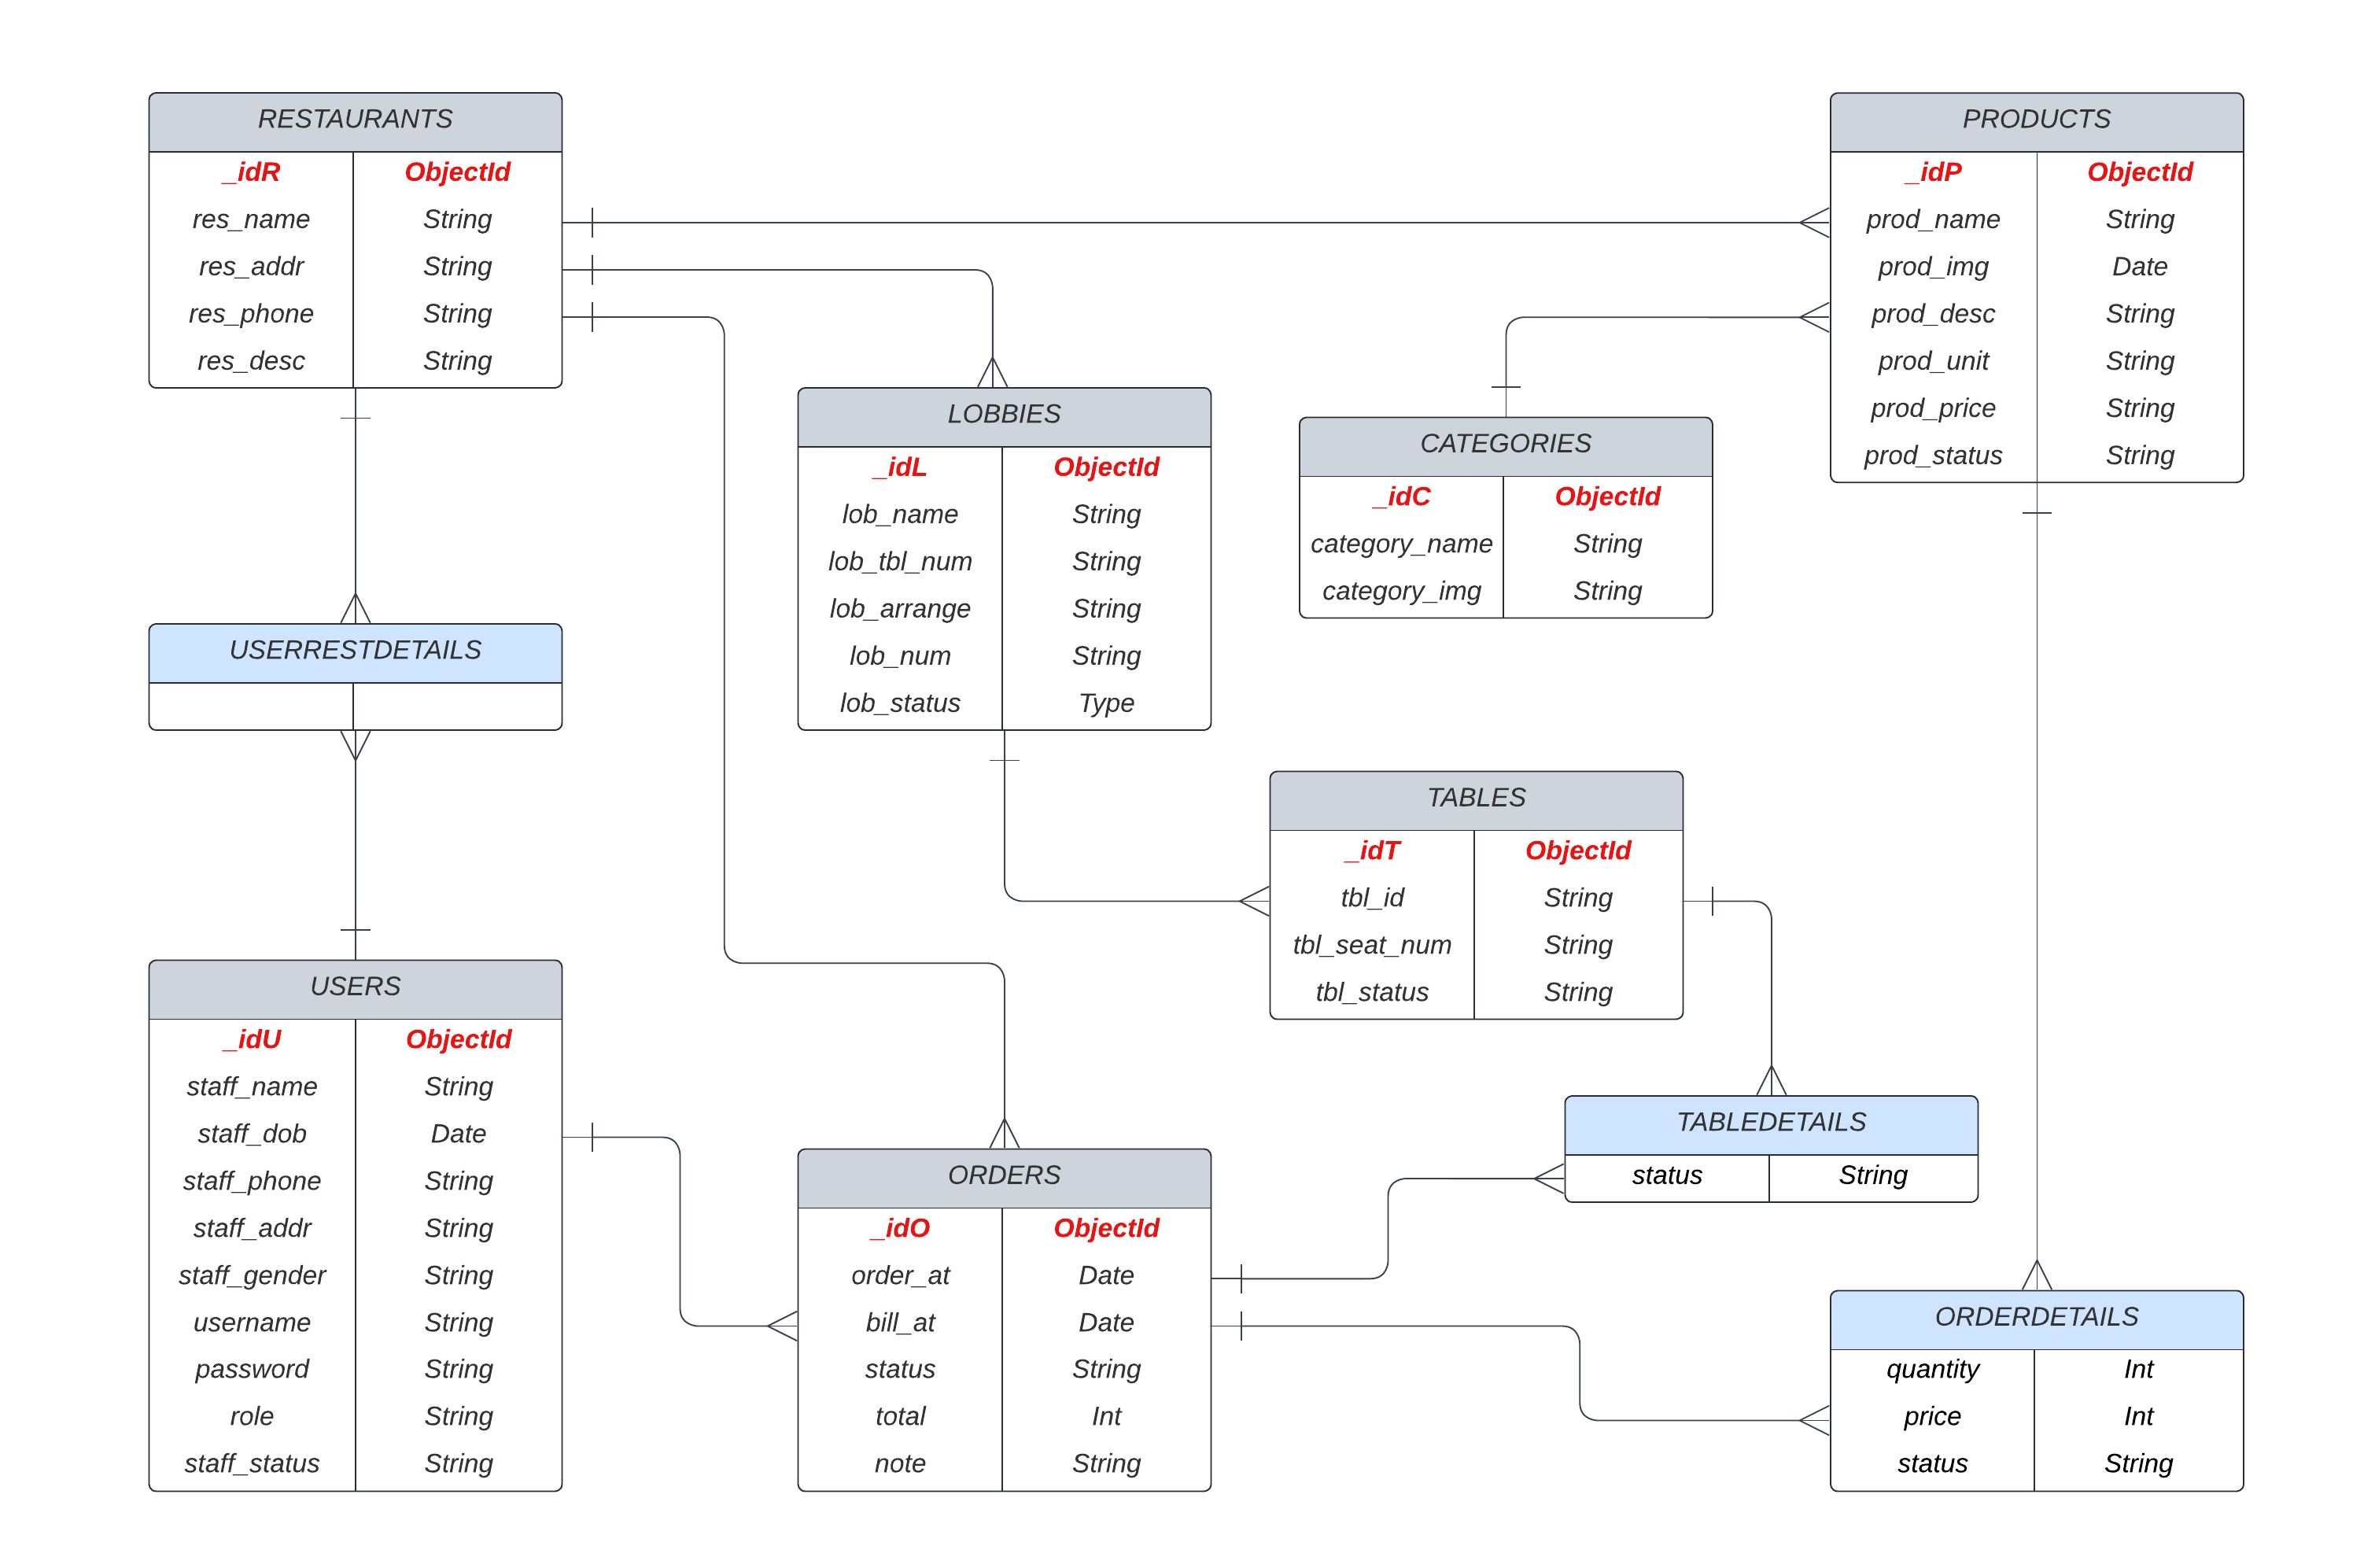 RESTAURANTS
_idR ObjectId
res_name String
res_addr String
res_phone String
res_desc String
PRODUCTS
_idP ObjectId
prod_name String
prod_img Date
prod_desc String
prod_unit String
prod_price String
prod_status String
LOBBIES
_idL ObjectId
lob_name String
lob_tbl_num String
lob_arrange String
lob_num String
lob_status Type
CATEGORIES
_idC ObjectId
category_name String
category_img String
USERRESTDETAILS
TABLES
_idT ObjectId
tbl_id String
tbl_seat_num String
tbl_status String
USERS
_idU ObjectId
staff_name String
staff_dob Date
staff_phone String
staff_addr String
staff_gender String
username String
password String
role String
staff_status String
ORDERS
_idO ObjectId
order_at Date
bill_at Date
status String
total Int
note String
TABLEDETAILS
status String
ORDERDETAILS
quantity Int
price Int
status String